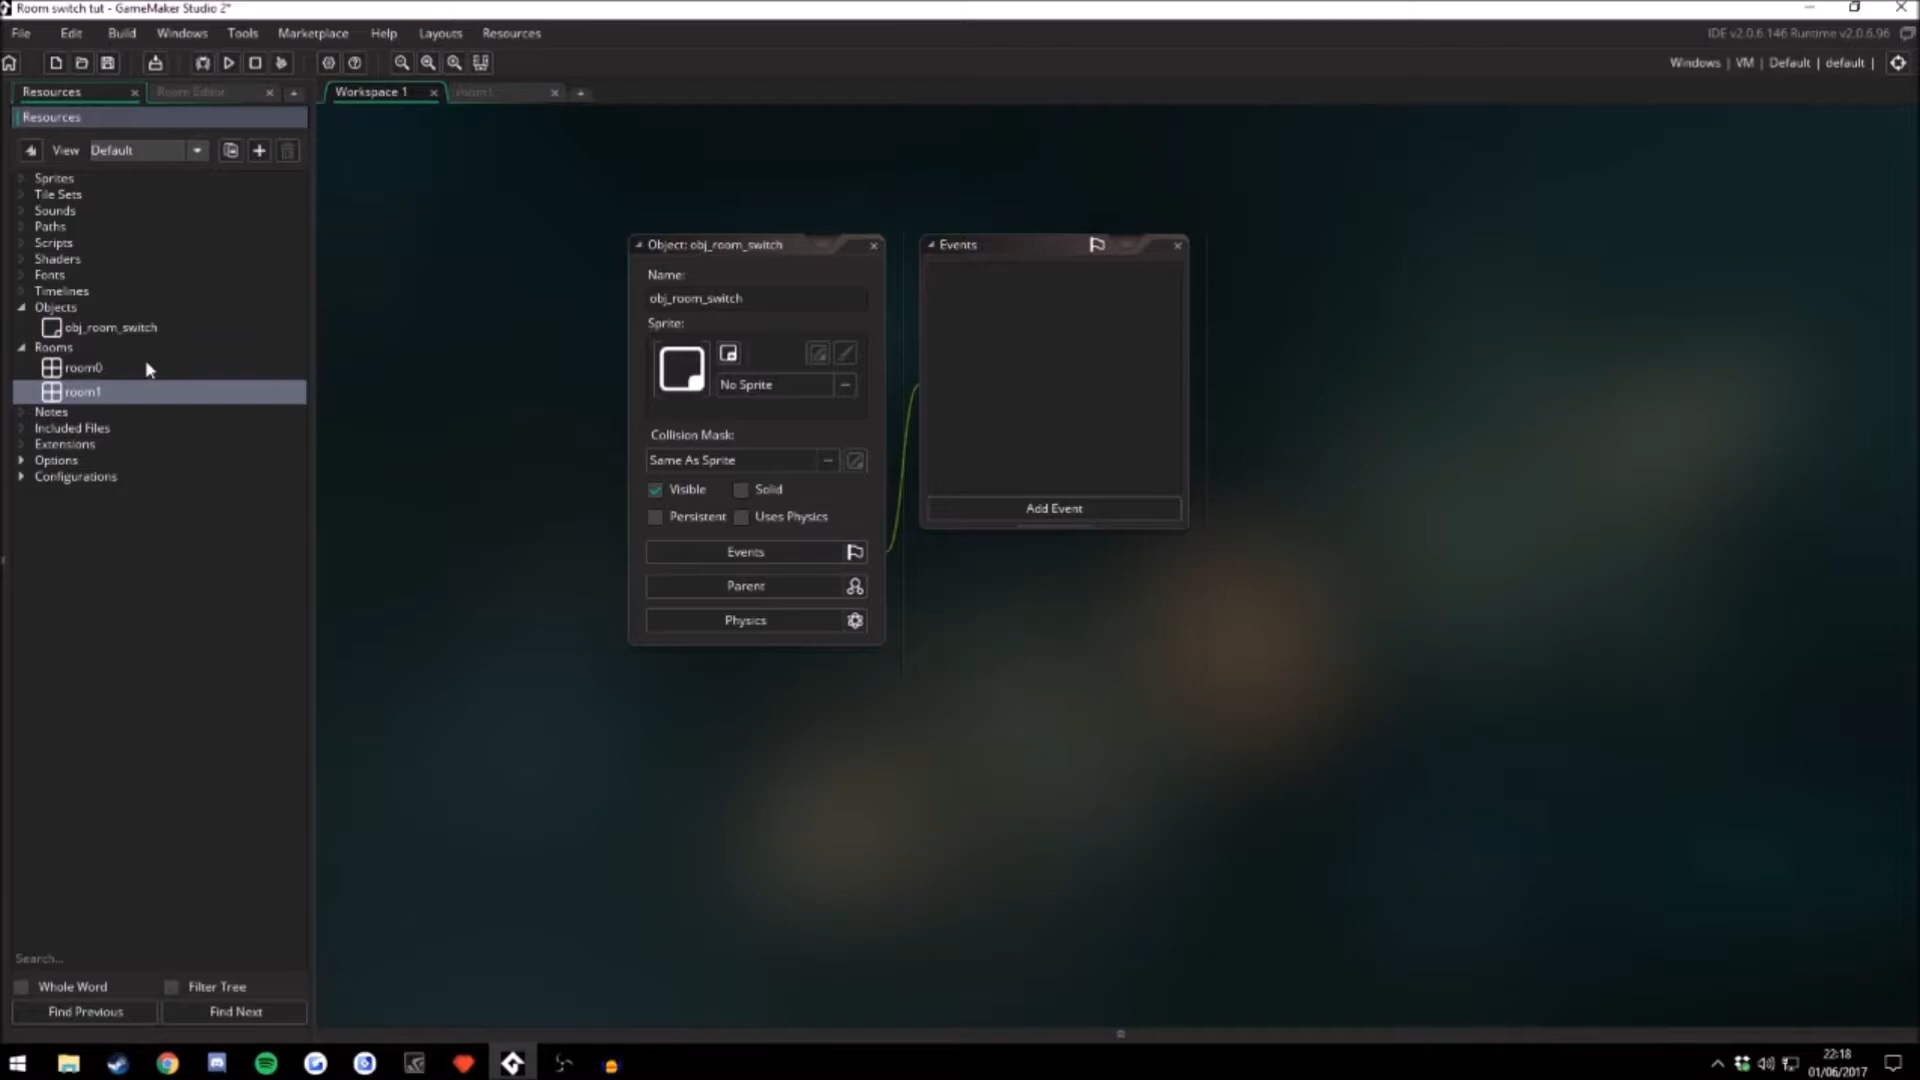 Room switch tut - GameMaker Studio 2*
File Edit Build Windows Tools Marketplace Help Layouts Resources
IDE v2.0.6.146 Runtime v2.0.6.96
Windows | VM | Default | default |
Resources
Room Editor
Workspace 1
room1
Resources
View Default
Sprites
Tile Sets
Sounds
Paths
Scripts
Shaders
Fonts
Timelines
Objects
obj_room_switch
Rooms
room0
room1
Notes
Included Files
Extensions
Options
Configurations
Object: obj_room_switch
Name:
obj_room_switch
Sprite:
No Sprite
Collision Mask:
Same As Sprite
Visible Solid
Persistent Uses Physics
Events
Parent
Physics
Events
Add Event
Search...
Whole Word Filter Tree
Find Previous Find Next
22:18
01/06/2017